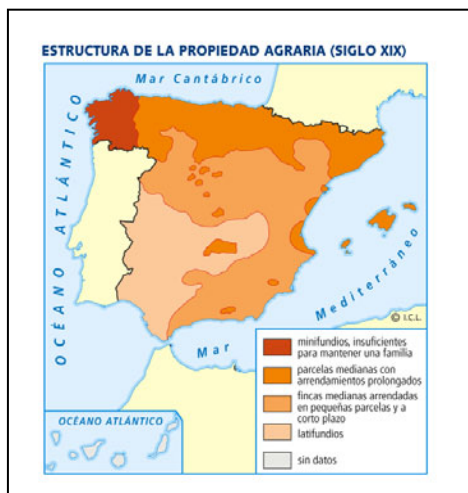 ESTRUCTURA DE LA PROPIEDAD AGRARIA (SIGLO XIX)
Mar Cantábrico
OCÉANO ATLÁNTICO
Mediterráneo
Mar
© I.C.L.
minifundios, insuficientes
para mantener una familia
parcelas medianas con
arrendamientos prolongados
fincas medianas arrendadas
en pequeñas parcelas y a
corto plazo
latifundios
sin datos
OCÉANO ATLÁNTICO